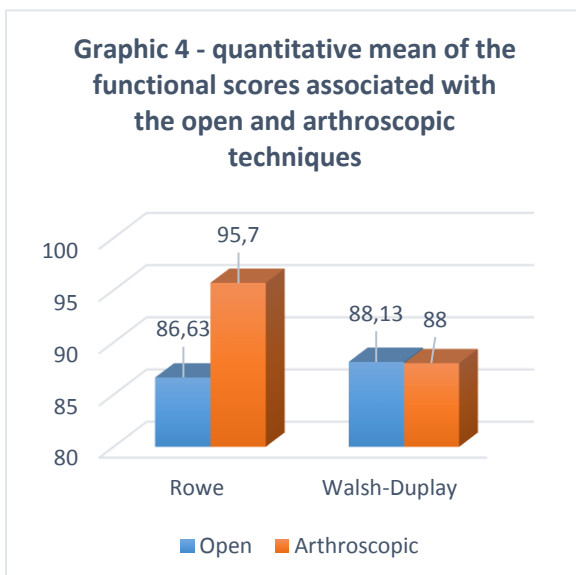 Graphic 4 - quantitative mean of the
functional scores associated with
the open and arthroscopic
techniques
100
95
90
85
80
86,63
95,7
88,13
88
Rowe
Walsh-Duplay
Open
Arthroscopic